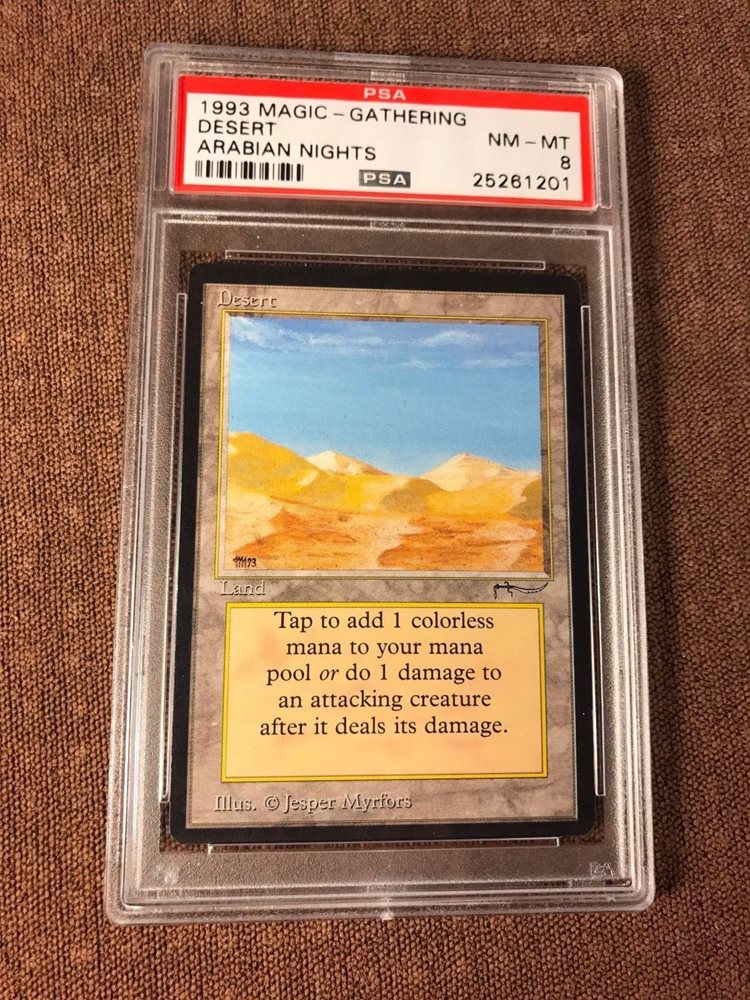 PSA
1993 MAGIC - GATHERING
DESERT
NM - MT
ARABIAN NIGHTS
8
PSA
25261201
Desert
Land
Tap to add 1 colorless
mana to your mana
pool or do 1 damage to
an attacking creature
after it deals its damage.
Illus. © Jesper Myrfors